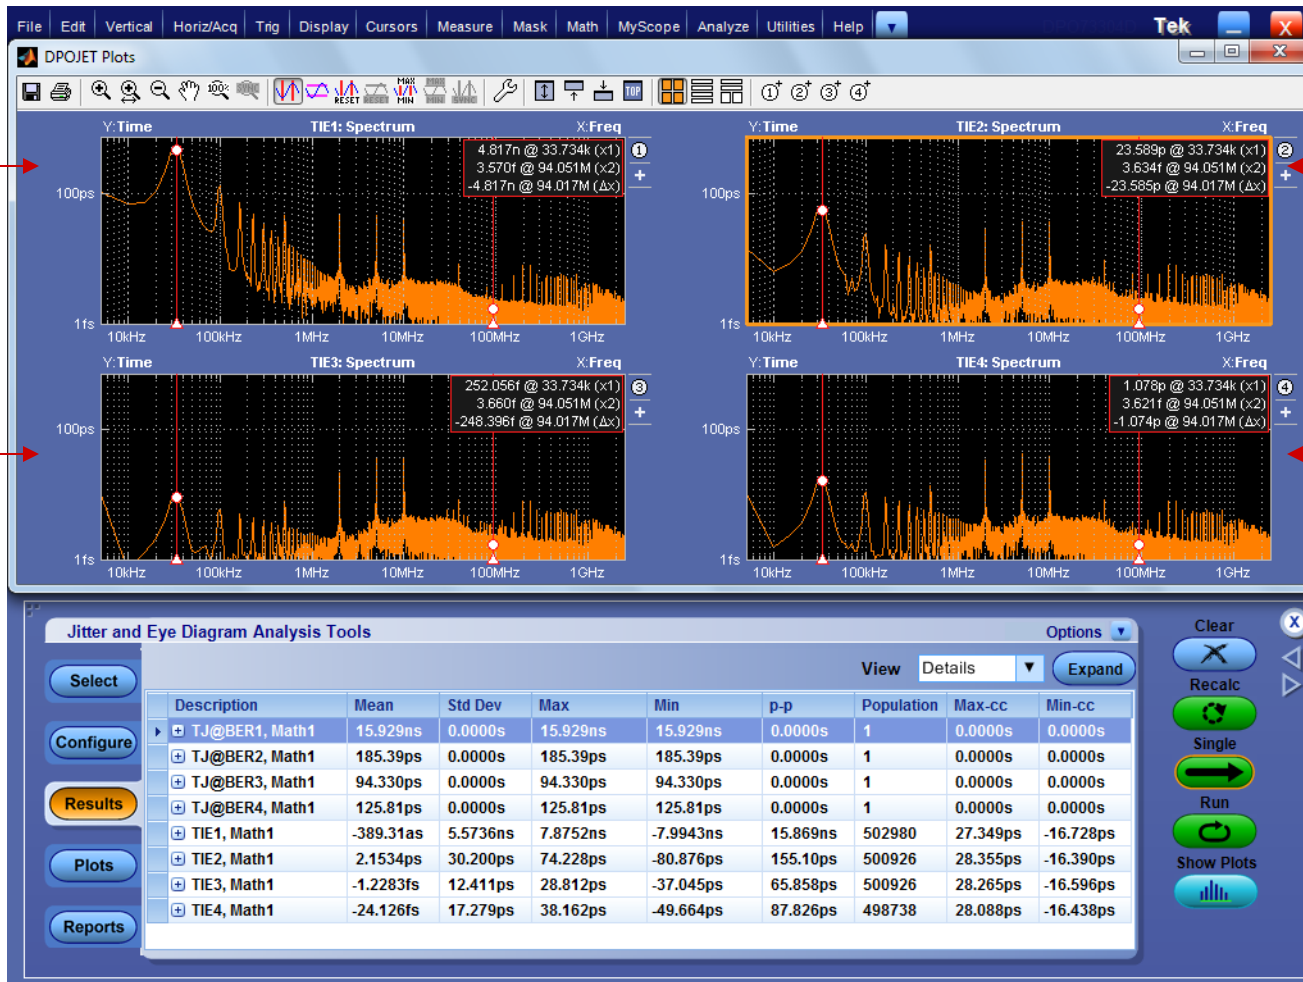 File Edit Vertical Horiz/Acq Trig Display Cursors Measure Mask Math MyScope Analyze Utilities Help Tek X
DPOJET Plots X
100% RESET RESET MAX MIN TOP 1 2 3 4
Y:Time TIE1: Spectrum X:Freq
4.817n @ 33.734k (x1) 1
3.570f @ 94.051M (x2) +
-4.817n @ 94.017M (Δx)
100ps
1fs
10kHz 100kHz 1MHz 10MHz 100MHz 1GHz
Y:Time TIE2: Spectrum X:Freq
23.589p @ 33.734k (x1) 2
3.634f @ 94.051M (x2) +
-23.585p @ 94.017M (Δx)
100ps
1fs
10kHz 100kHz 1MHz 10MHz 100MHz 1GHz
Y:Time TIE3: Spectrum X:Freq
252.056f @ 33.734k (x1) 3
3.660f @ 94.051M (x2) +
-248.396f @ 94.017M (Δx)
100ps
1fs
10kHz 100kHz 1MHz 10MHz 100MHz 1GHz
Y:Time TIE4: Spectrum X:Freq
1.078p @ 33.734k (x1) 4
3.621f @ 94.051M (x2) +
-1.074p @ 94.017M (Δx)
100ps
1fs
10kHz 100kHz 1MHz 10MHz 100MHz 1GHz
Jitter and Eye Diagram Analysis Tools Options
View Details Expand
Select
Configure
Results
Plots
Reports
Description Mean Std Dev Max Min p-p Population Max-cc Min-cc
TJ@BER1, Math1 15.929ns 0.0000s 15.929ns 15.929ns 0.0000s 1 0.0000s 0.0000s
TJ@BER2, Math1 185.39ps 0.0000s 185.39ps 185.39ps 0.0000s 1 0.0000s 0.0000s
TJ@BER3, Math1 94.330ps 0.0000s 94.330ps 94.330ps 0.0000s 1 0.0000s 0.0000s
TJ@BER4, Math1 125.81ps 0.0000s 125.81ps 125.81ps 0.0000s 1 0.0000s 0.0000s
TIE1, Math1 -389.31as 5.5736ns 7.8752ns -7.9943ns 15.869ns 502980 27.349ps -16.728ps
TIE2, Math1 2.1534ps 30.200ps 74.228ps -80.876ps 155.10ps 500926 28.355ps -16.390ps
TIE3, Math1 -1.2283fs 12.411ps 28.812ps -37.045ps 65.858ps 500926 28.265ps -16.596ps
TIE4, Math1 -24.126fs 17.279ps 38.162ps -49.664ps 87.826ps 498738 28.088ps -16.438ps
Clear X
Recalc
Single
Run
Show Plots